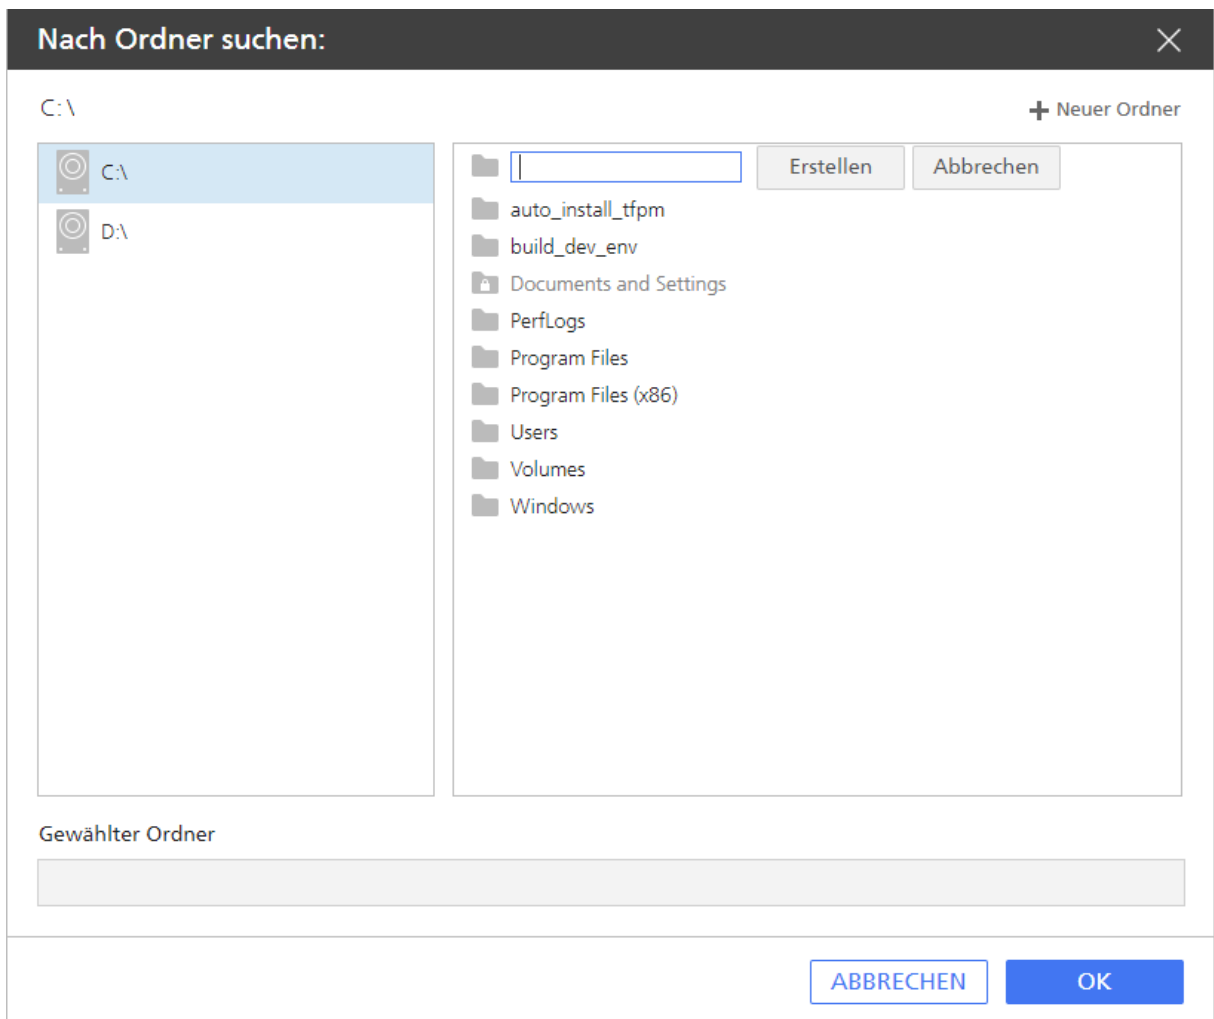 Nach Ordner suchen:
C:\
Neuer Ordner
C:\
D:\
Erstellen Abbrechen
auto_install_tfpm
build_dev_env
Documents and Settings
PerfLogs
Program Files
Program Files (x86)
Users
Volumes
Windows
Gewählter Ordner
ABBRECHEN OK